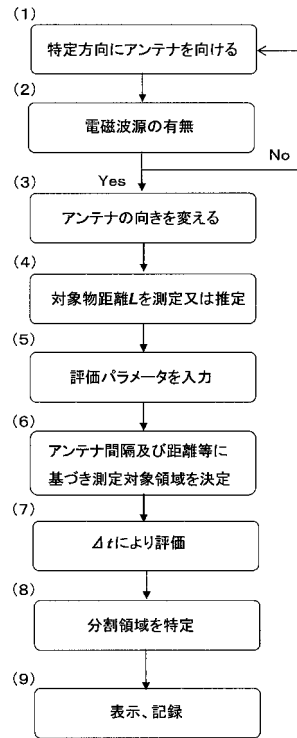 (1)
特定方向にアンテナを向ける
(2)
電磁波源の有無
No
Yes
(3)
アンテナの向きを変える
(4)
対象物距離Lを測定又は推定
(5)
評価パラメータを入力
(6)
アンテナ間隔及び距離等に
基づき測定対象領域を決定
(7)
Δtにより評価
(8)
分割領域を特定
(9)
表示、記録